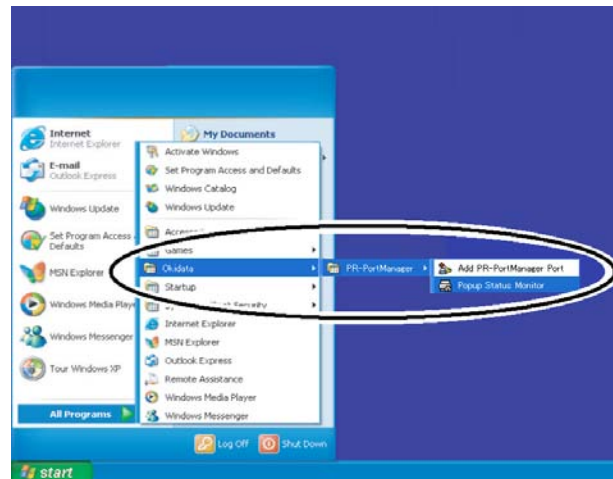 Internet
Internet Explorer
E-mail
Outlook Express
Windows Update
Set Program Access
Defaults
MSN Explorer
Windows Media Play
Windows Messenger
Tour Windows XP
All Programs
My Documents
Activate Windows
Set Program Access and Defaults
Windows Catalog
Windows Update
Games
Okidata
Startup
Internet Explorer
MSN Explorer
Outlook Express
Remote Assistance
Windows Media Player
Windows Messenger
PR-PortManager
Add PR-PortManager Port
Popup Status Monitor
Log Off
Shut Down
start